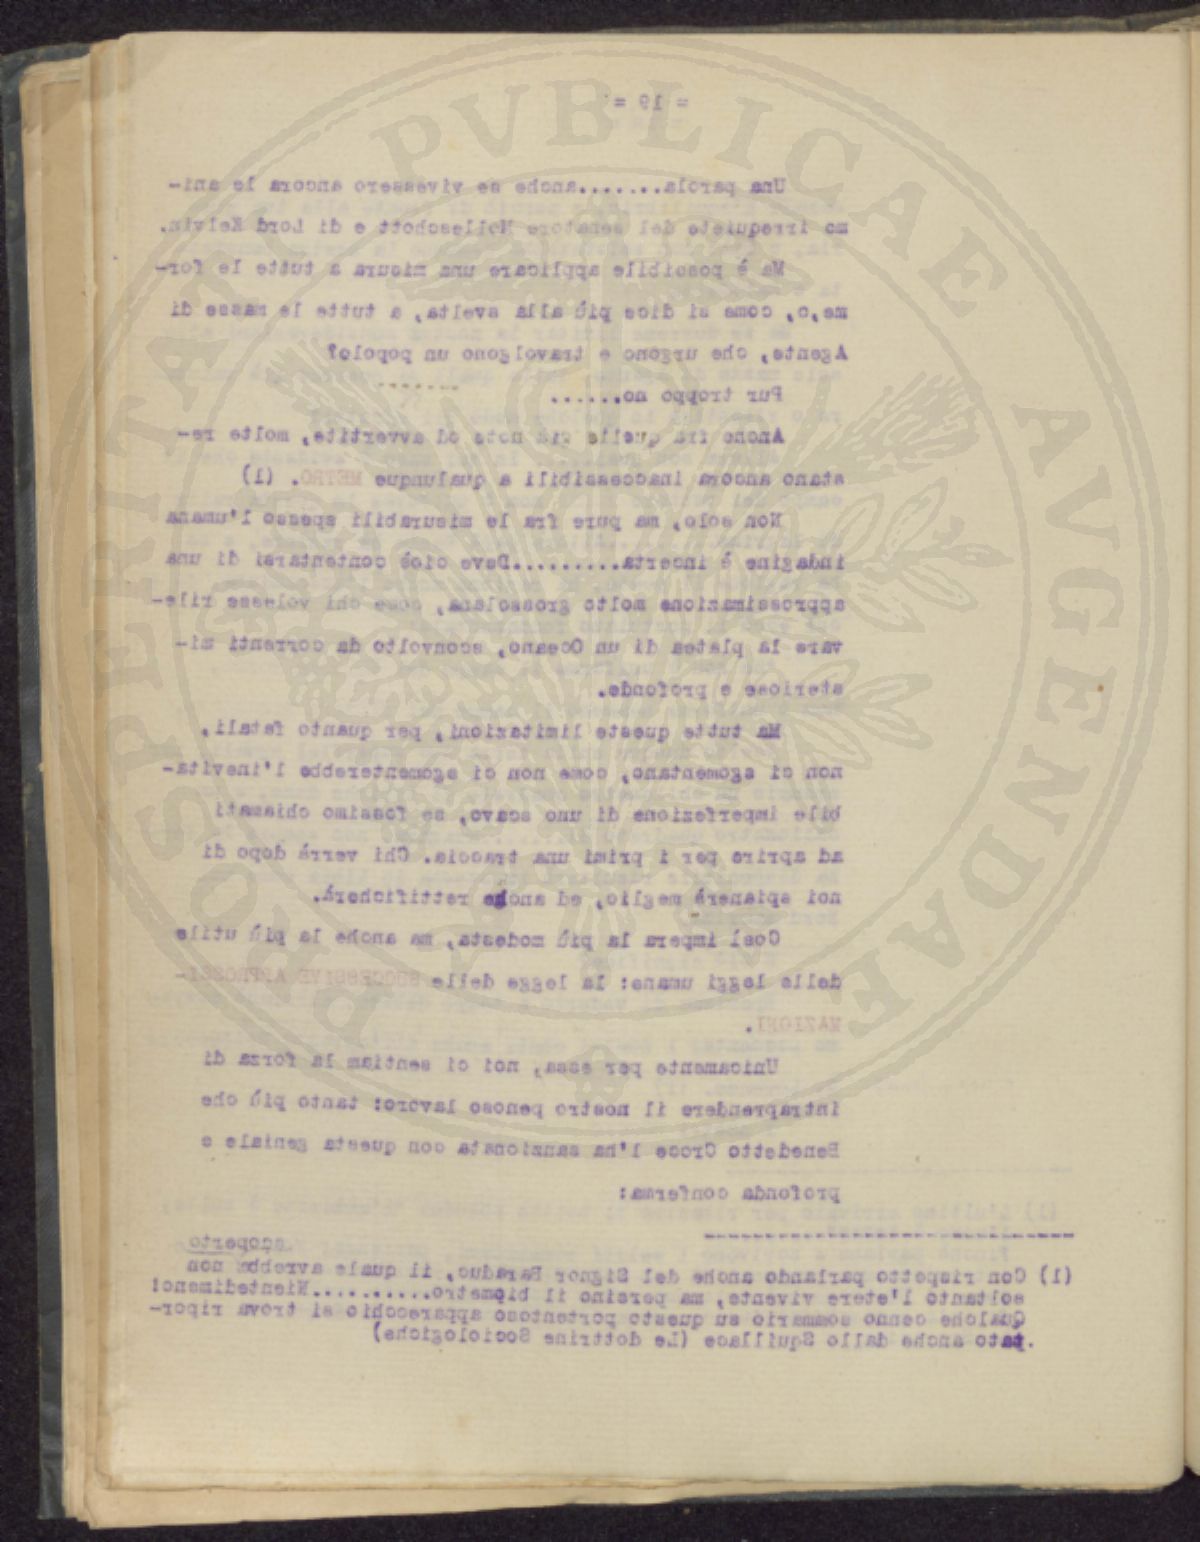 = 19 =
Una parola........anche se vivessero ancora le ani-
mo irrequiete del senatore Molleschott e di Lord Kelvin.
Ma è possibile applicare una misura a tutte le for-
me,o, come si dice più alla svelta, a tutte le masse di
Agente, che urgono e travolgono un popolo?
Pur troppo no......
Anche fra quelle già note od avvertite, molte re-
stano ancora inaccessibili a qualunque METRO. (1)
Non solo, ma pure fra le misurabili spesso l'umana
indagine è incerta..........Deve cioè contentarsi di una
approssimazione molto grossolana, come chi volesse rile-
vare la platea di un Oceano, sconvolto da correnti mi-
steriose e profonde.
Ma tutte queste limitazioni, per quanto fatali,
non ci sgomentano, come non ci sgomenterebbe l'inevita-
bile imperfezione di uno scavo, se fossimo chiamati
ad aprire per i primi una traccia. Chi verrà dopo di
noi spianerà meglio, ed anche rettificherà.
Così impera la più modesta, ma anche la più utile
delle leggi umane: la legge delle SUCCESSIVE APPROSSI-
MAZIONI.
Unicamente per essa, noi ci sentiam la forza di
intraprendere il nostro penoso lavoro: tanto più che
Benedetto Croce l'ha sanzionata con questa geniale e
profonda conferma:
scoperto
(1) Con rispetto parlando anche del Signor Baraduc, il quale avrebbe non
soltanto l'etere vivente, ma persino il biometro..........Nientedimeno!
Qualche cenno sommario su questo portentoso apparecchio si trova ripor-
tato anche dallo Squillace (Le dottrine Sociologiche)
PROSPERITATI PVBLICAE AVGENDAE